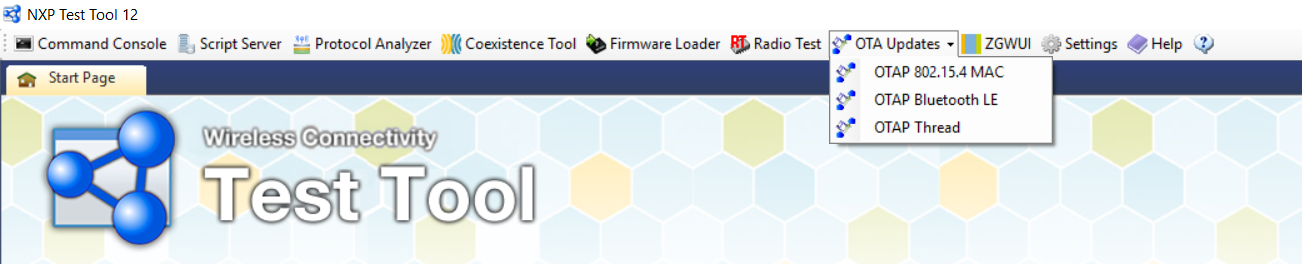 NXP Test Tool 12
Command Console Script Server Protocol Analyzer Coexistence Tool Firmware Loader RT Radio Test OTA Updates ZGWUI Settings Help ?
OTAP 802.15.4 MAC
Start Page
OTAP Bluetooth LE
OTAP Thread
Wireless Connectivity
Test Tool